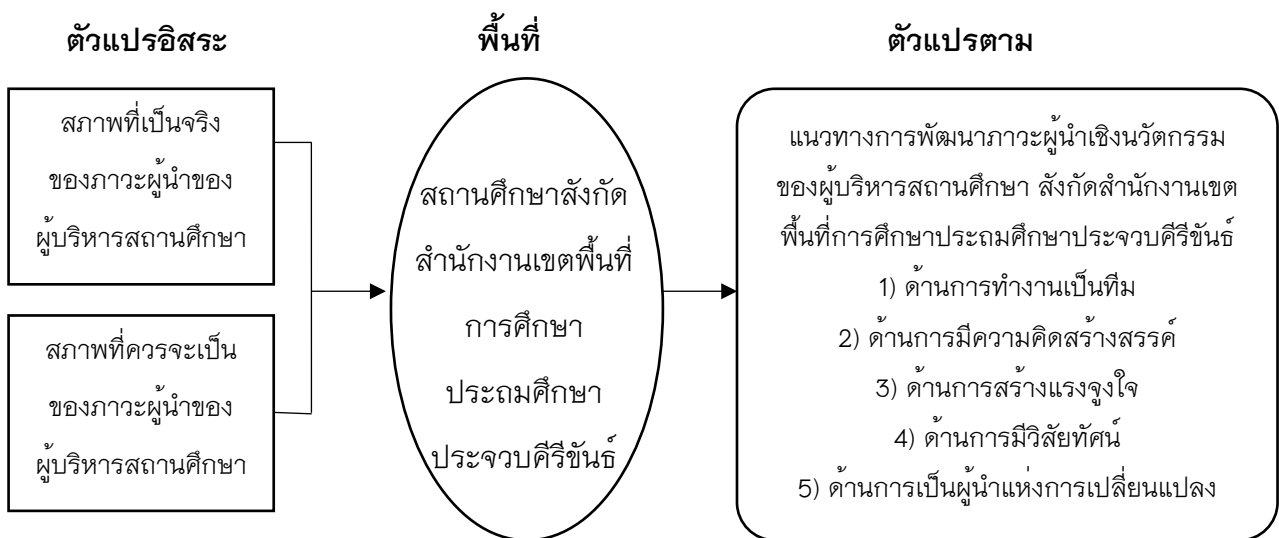 ตัวแปรอิสระ
พื้นที่
ตัวแปรตาม
สภาพที่เป็นจริง
ของภาวะผู้นำของ
ผู้บริหารสถานศึกษา
สภาพที่ควรจะเป็น
ของภาวะผู้นำของ
ผู้บริหารสถานศึกษา
สถานศึกษาสังกัด
สำนักงานเขตพื้นที่
การศึกษา
ประถมศึกษา
ประจวบคีรีขันธ์
แนวทางการพัฒนาภาวะผู้นำเชิงนวัตกรรม
ของผู้บริหารสถานศึกษา สังกัดสำนักงานเขต
พื้นที่การศึกษาประถมศึกษาประจวบคีรีขันธ์
1) ด้านการทำงานเป็นทีม
2) ด้านการมีความคิดสร้างสรรค์
3) ด้านการสร้างแรงจูงใจ
4) ด้านการมีวิสัยทัศน์
5) ด้านการเป็นผู้นำแห่งการเปลี่ยนแปลง